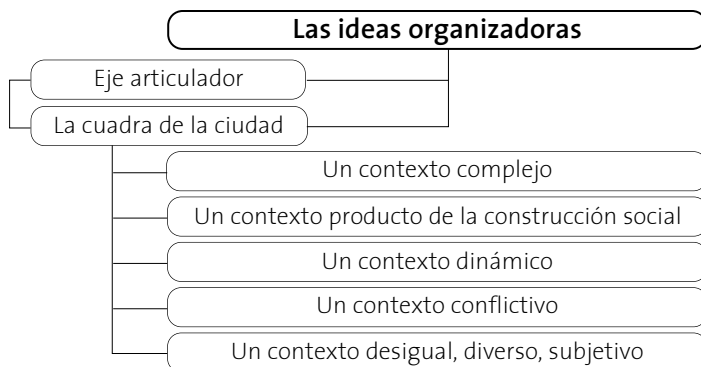 Las ideas organizadoras
Eje articulador
La cuadra de la ciudad
Un contexto complejo
Un contexto producto de la construcción social
Un contexto dinámico
Un contexto conflictivo
Un contexto desigual, diverso, subjetivo